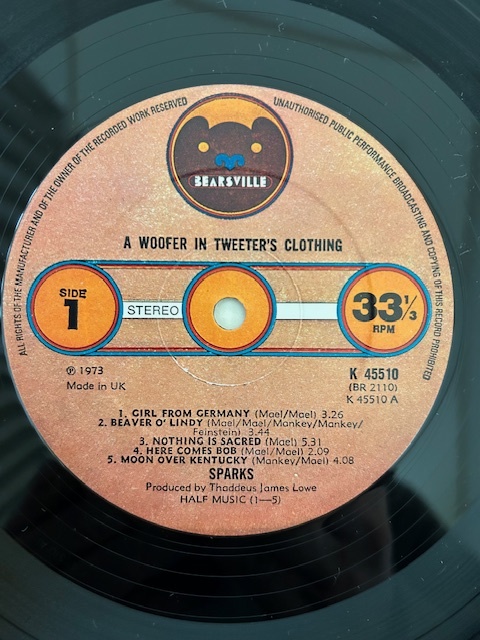 ALL RIGHTS OF THE MANUFACTURER AND OF THE OWNER OF THE RECORDED WORK RESERVED
UNAUTHORISED PUBLIC PERFORMANCE BROADCASTING AND COPYING OF THIS RECORD PROHIBITED
BEARSVILLE
A WOOFER IN TWEETER'S CLOTHING
SIDE
1
STEREO
33 1/3
RPM
℗ 1973
Made in UK
K 45510
(BR 2110)
K 45510 A
1. GIRL FROM GERMANY (Mael/Mael) 3.26
2. BEAVER O' LINDY (Mael/Mael/Mankey/Mankey/
Feinstein) 3.44
3. NOTHING IS SACRED (Mael) 5.31
4. HERE COMES BOB (Mael/Mael) 2.09
5. MOON OVER KENTUCKY (Mankey/Mael) 4.08
SPARKS
Produced by Thaddeus James Lowe
HALF MUSIC (1—5)